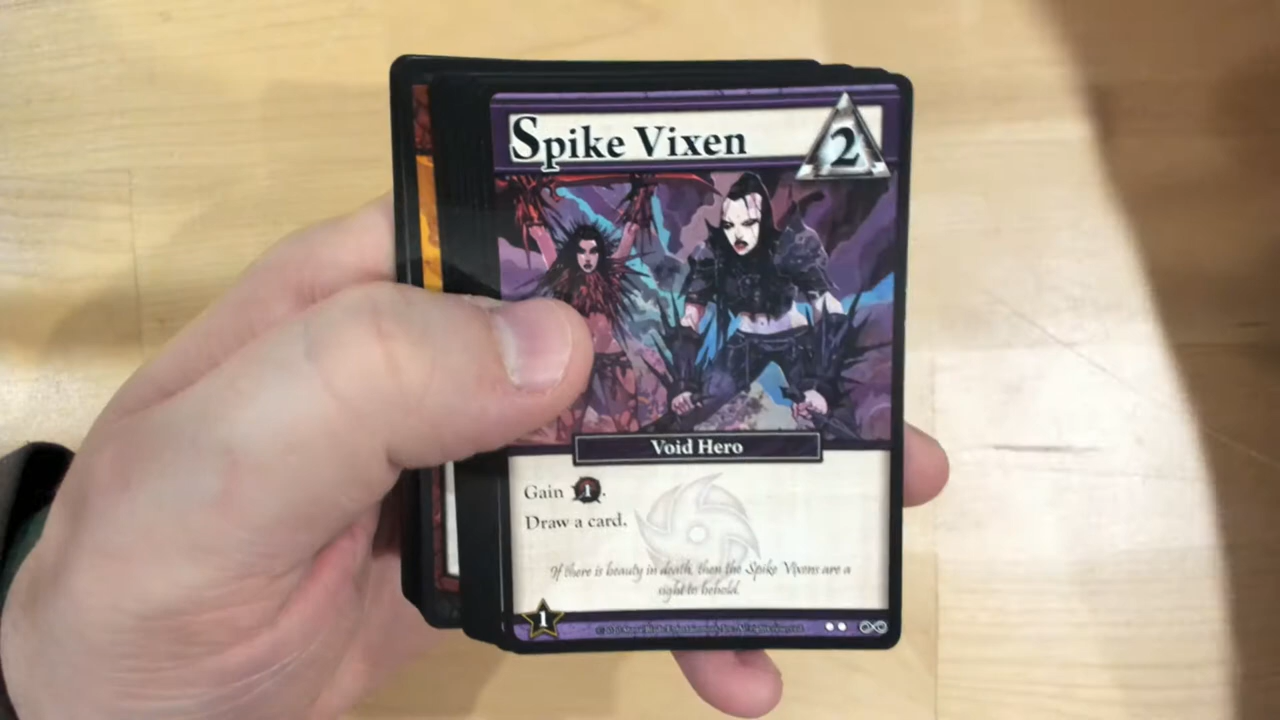 Spike Vixen
2
Void Hero
Gain 1.
Draw a card.
If there is beauty in death, then the Spike Vixens are a
sight to behold.
1